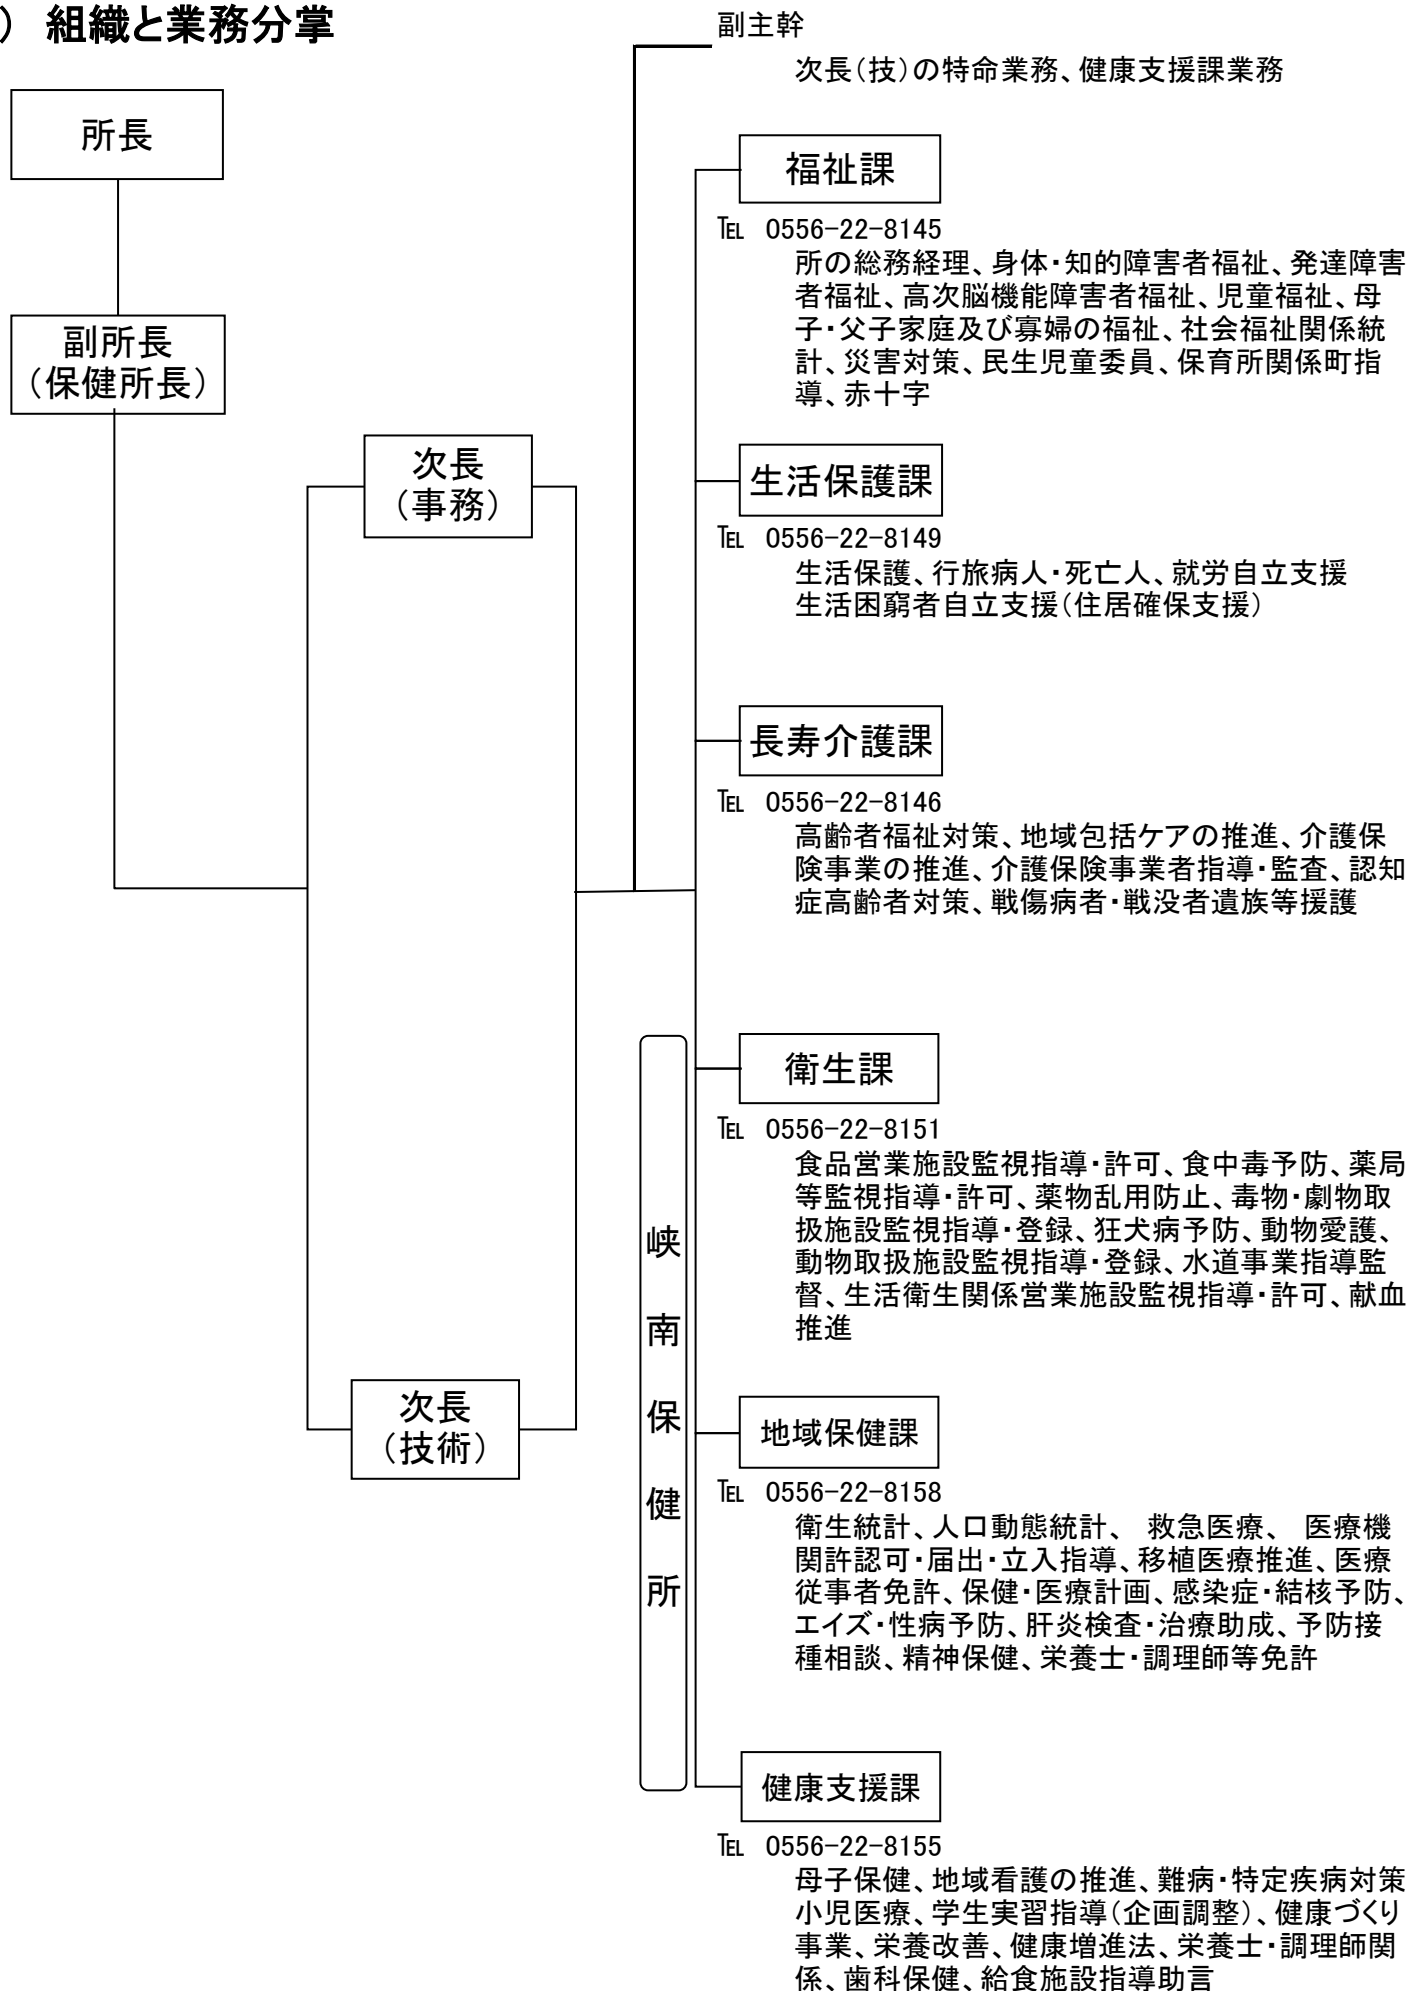 ） 組織と業務分掌
副主幹
次長（技）の特命業務、健康支援課業務
所長
副所長
（保健所長）
次長
（事務）
次長
（技術）
福祉課
℡ 0556-22-8145
所の総務経理、身体・知的障害者福祉、発達障害
者福祉、高次脳機能障害者福祉、児童福祉、母
子・父子家庭及び寡婦の福祉、社会福祉関係統
計、災害対策、民生児童委員、保育所関係町指
導、赤十字
生活保護課
℡ 0556-22-8149
生活保護、行旅病人・死亡人、就労自立支援
生活困窮者自立支援（住居確保支援）
長寿介護課
℡ 0556-22-8146
高齢者福祉対策、地域包括ケアの推進、介護保
険事業の推進、介護保険事業者指導・監査、認知
症高齢者対策、戦傷病者・戦没者遺族等援護
峡南保健所
衛生課
℡ 0556-22-8151
食品営業施設監視指導・許可、食中毒予防、薬局
等監視指導・許可、薬物乱用防止、毒物・劇物取
扱施設監視指導・登録、狂犬病予防、動物愛護、
動物取扱施設監視指導・登録、水道事業指導監
督、生活衛生関係営業施設監視指導・許可、献血
推進
地域保健課
℡ 0556-22-8158
衛生統計、人口動態統計、 救急医療、 医療機
関許認可・届出・立入指導、移植医療推進、医療
従事者免許、保健・医療計画、感染症・結核予防、
エイズ・性病予防、肝炎検査・治療助成、予防接
種相談、精神保健、栄養士・調理師等免許
健康支援課
℡ 0556-22-8155
母子保健、地域看護の推進、難病・特定疾病対策
小児医療、学生実習指導（企画調整）、健康づくり
事業、栄養改善、健康増進法、栄養士・調理師関
係、歯科保健、給食施設指導助言